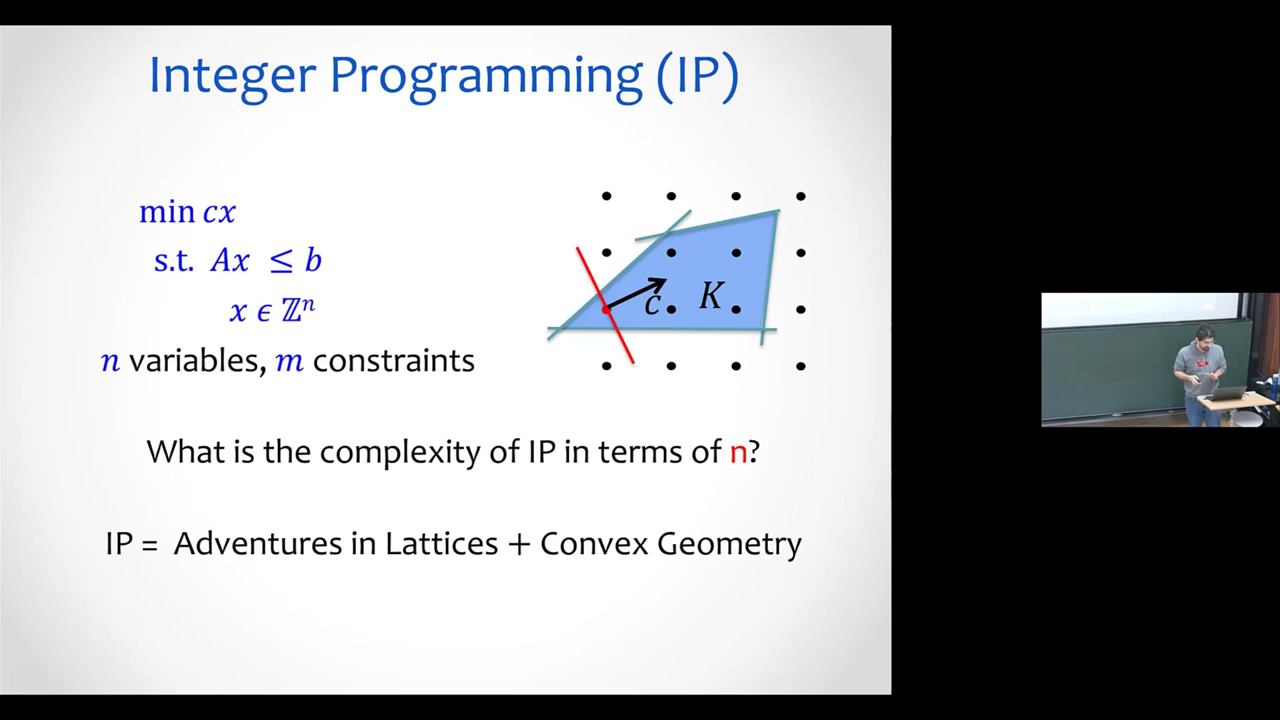 Integer Programming (IP)
min cx
s.t. Ax ≤ b
x ϵ ℤⁿ
n variables, m constraints
c
K
What is the complexity of IP in terms of n?
IP = Adventures in Lattices + Convex Geometry